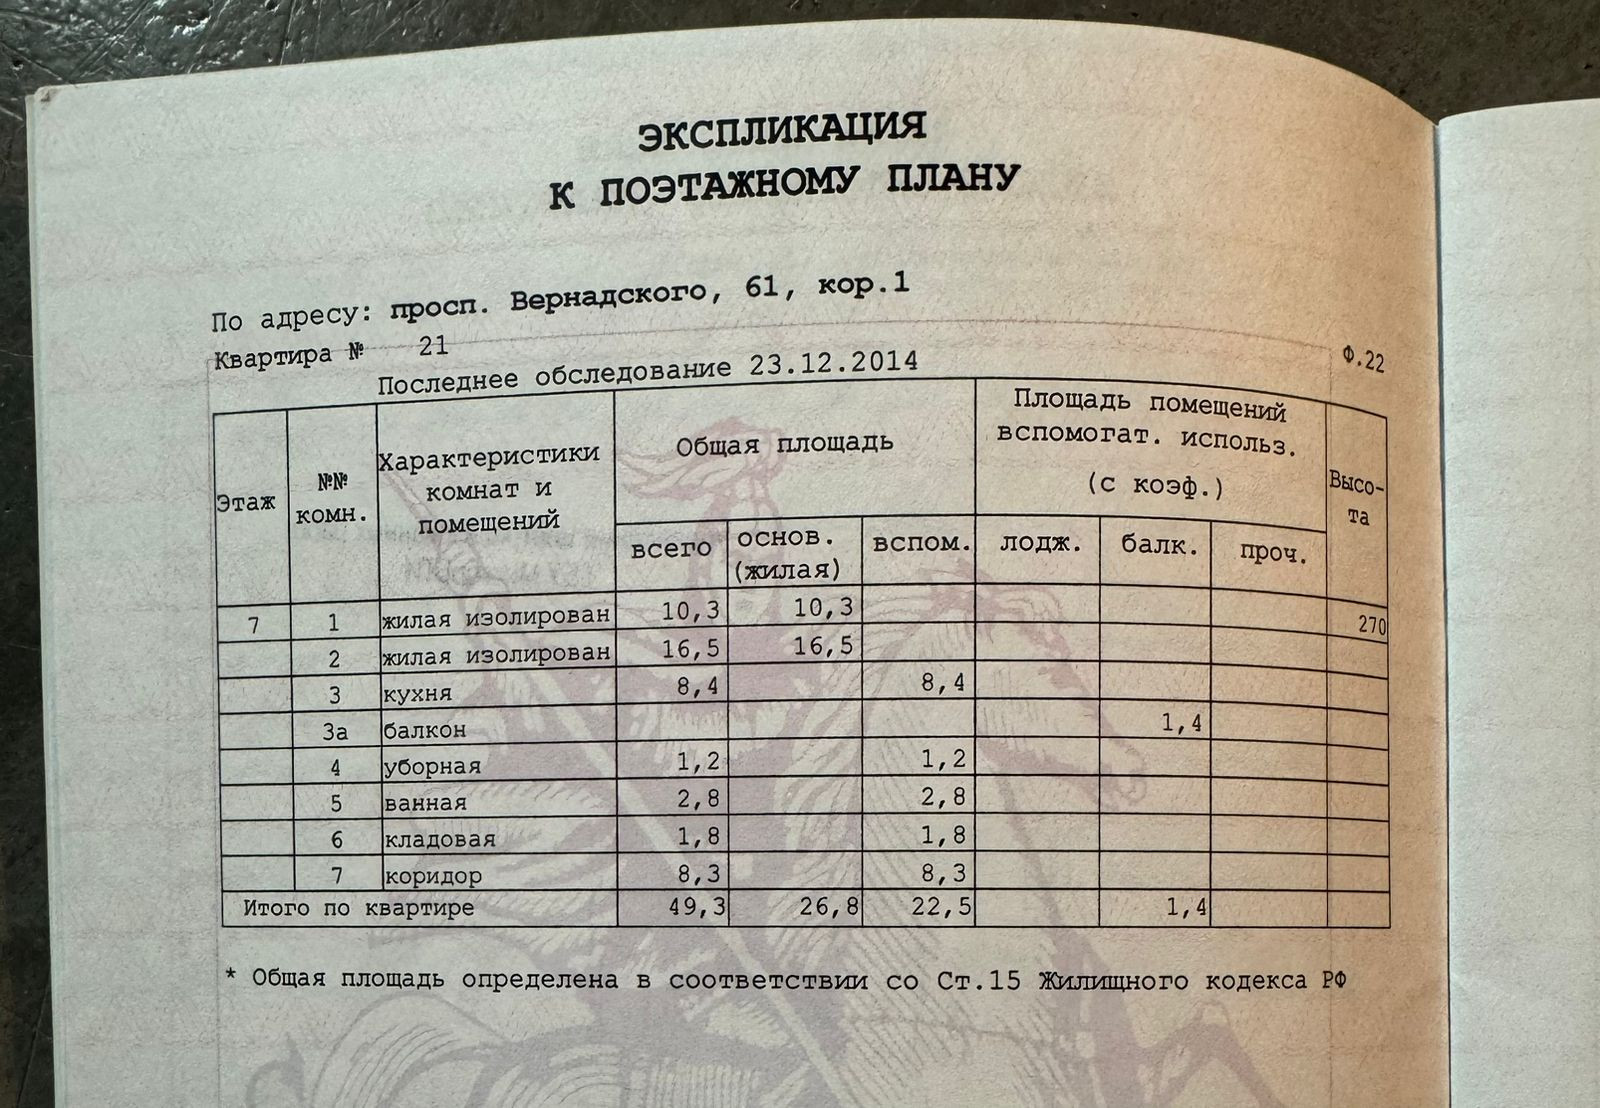 ЭКСПЛИКАЦИЯ
К ПОЭТАЖНОМУ ПЛАНУ
По адресу: просп. Вернадского, 61, кор.1
Квартира № 21
Ф.22
Последнее обследование 23.12.2014
Этаж
№№ комн.
Характеристики комнат и помещений
Общая площадь
Площадь помещений вспомогат. использ. (с коэф.)
Высо-
та
всего основ. (жилая) вспом. лодж. балк. проч.
7 1 жилая изолирован 10,3 10,3 270
2 жилая изолирован 16,5 16,5
3 кухня 8,4 8,4
3а балкон 1,4
4 уборная 1,2 1,2
5 ванная 2,8 2,8
6 кладовая 1,8 1,8
7 коридор 8,3 8,3
Итого по квартире 49,3 26,8 22,5 1,4
* Общая площадь определена в соответствии со Ст.15 Жилищного кодекса РФ